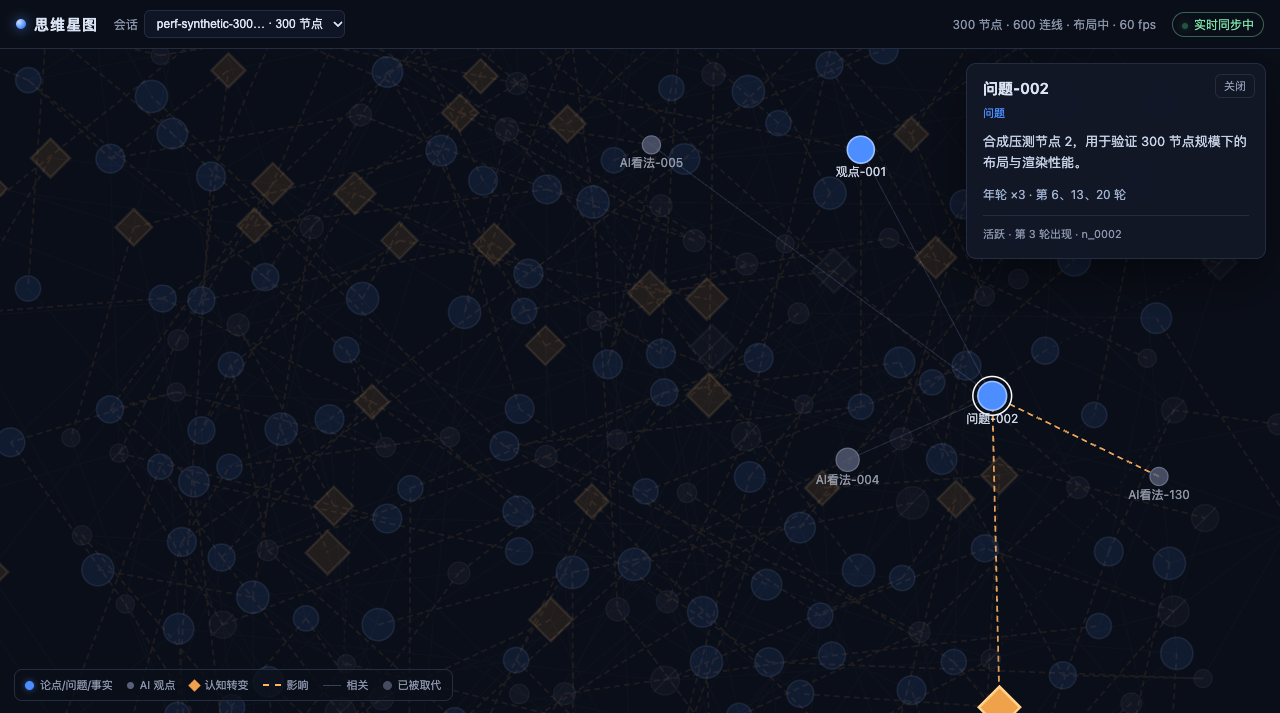 思维星图
会话
perf-synthetic-300… · 300 节点
300 节点 · 600 连线 · 布局中 · 60 fps
实时同步中
问题-002
关闭
问题
合成压测节点 2，用于验证 300 节点规模下的
布局与渲染性能。
年轮 ×3 · 第 6、13、20 轮
活跃 · 第 3 轮出现 · n_0002
AI看法-005
观点-001
问题-002
AI看法-004
AI看法-130
论点/问题/事实
AI 观点
认知转变
影响
相关
已被取代